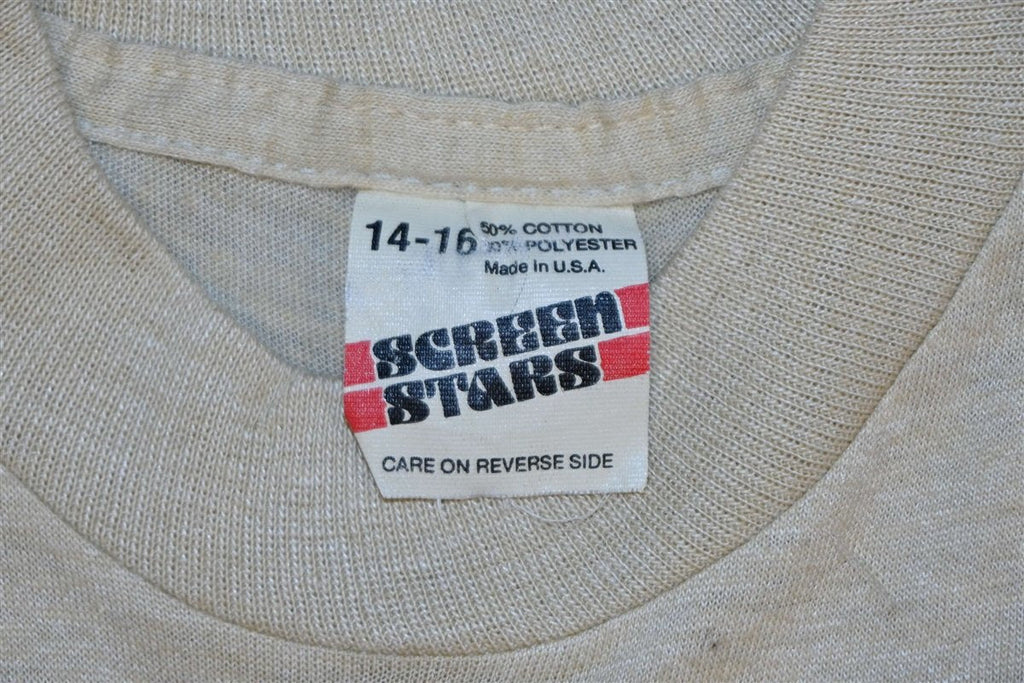 14-16
50% COTTON
POLYESTER
Made in U.S.A.
SCREEN
STARS
CARE ON REVERSE SIDE